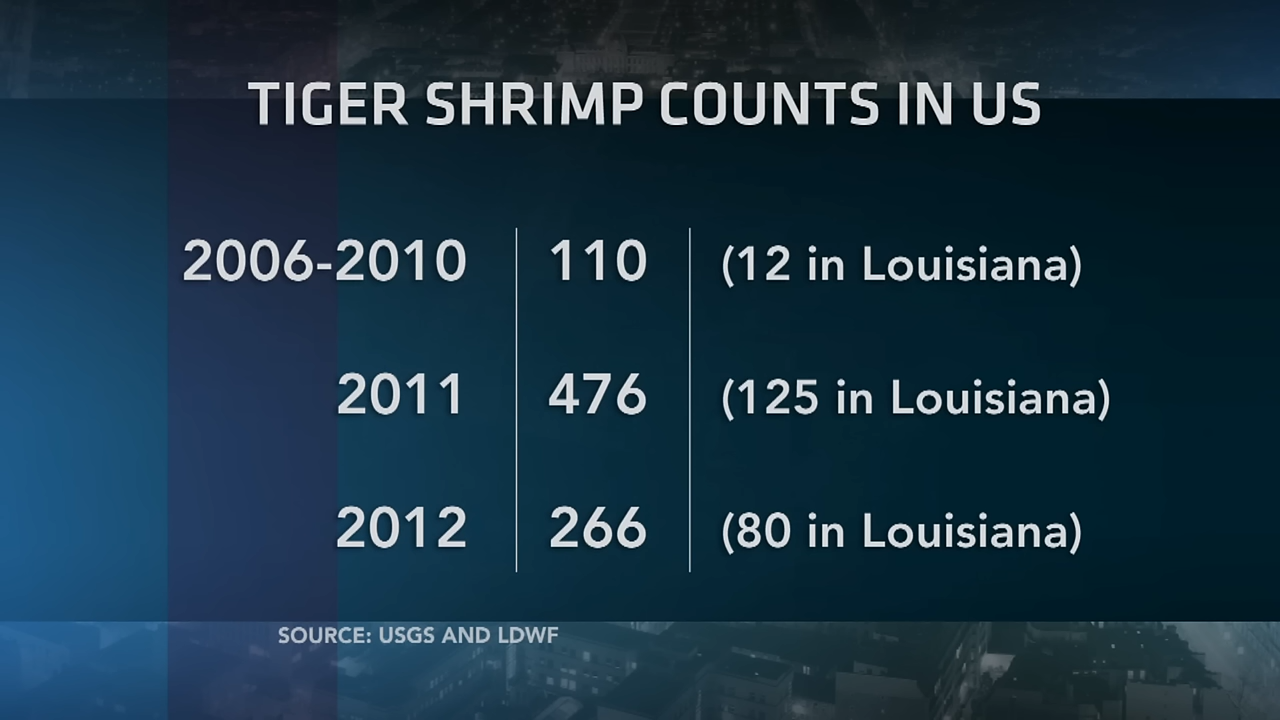 TIGER SHRIMP COUNTS IN US
2006-2010 110 (12 in Louisiana)
2011 476 (125 in Louisiana)
2012 266 (80 in Louisiana)
SOURCE: USGS AND LDWF